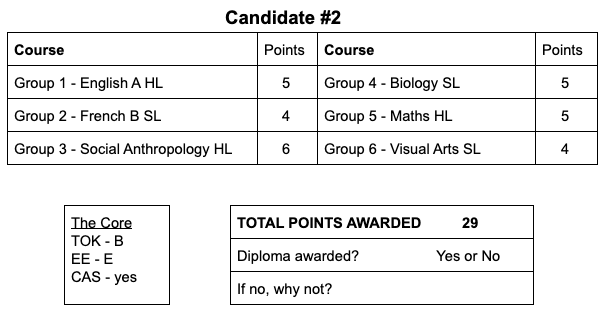 Candidate #2
Course Points Course Points
Group 1 - English A HL 5 Group 4 - Biology SL 5
Group 2 - French B SL 4 Group 5 - Maths HL 5
Group 3 - Social Anthropology HL 6 Group 6 - Visual Arts SL 4
The Core
TOK - B
EE - E
CAS - yes
TOTAL POINTS AWARDED 29
Diploma awarded? Yes or No
If no, why not?